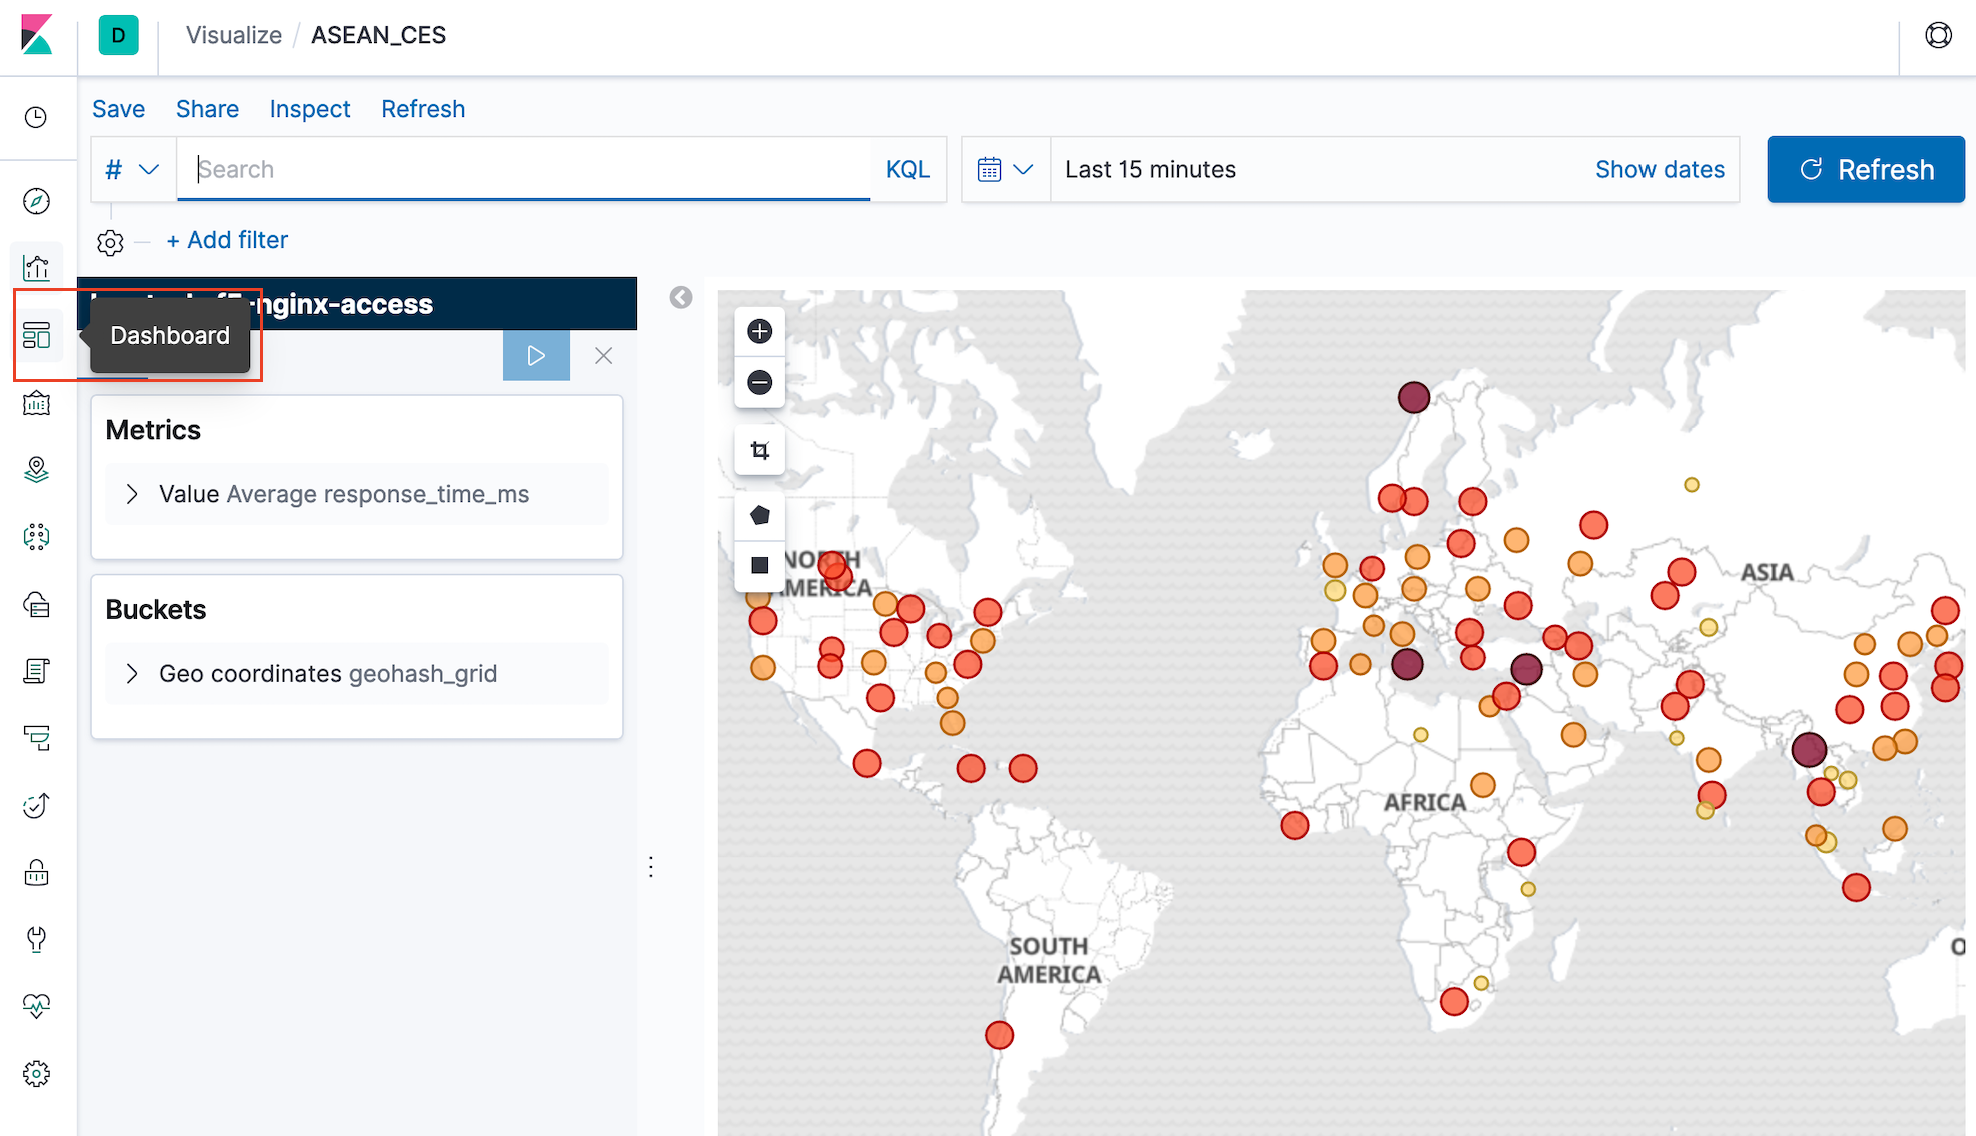 D
Visualize / ASEAN_CES
Save Share Inspect Refresh
# Search KQL
Last 15 minutes Show dates
Refresh
+ Add filter
-nginx-access
Dashboard
Metrics
Value Average response_time_ms
Buckets
Geo coordinates geohash_grid
NORTH
AMERICA
ASIA
AFRICA
SOUTH
AMERICA
O